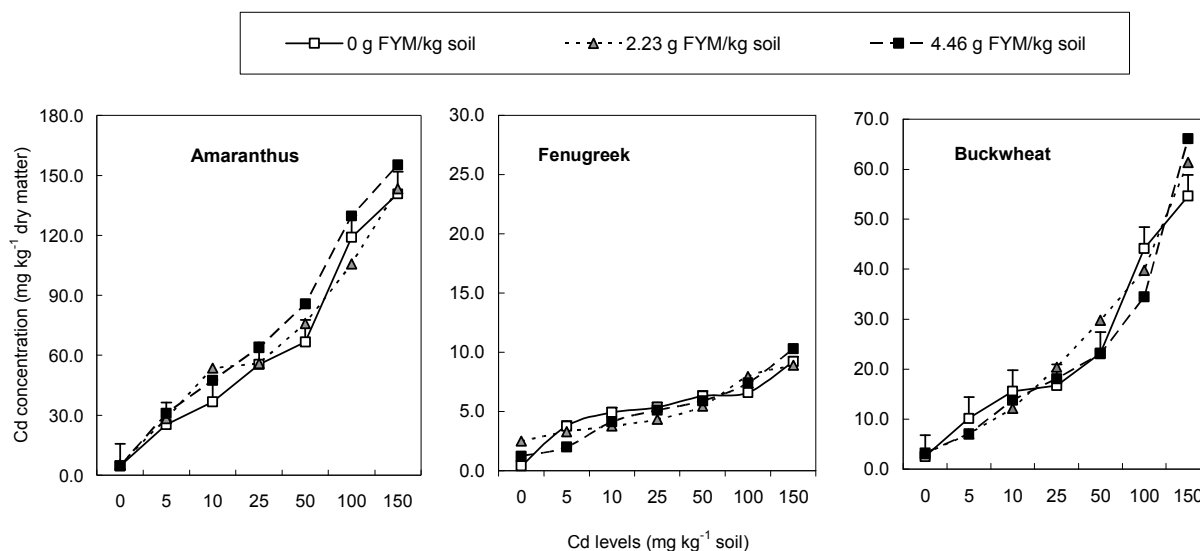 0 g FYM/kg soil 2.23 g FYM/kg soil 4.46 g FYM/kg soil
Cd concentration (mg kg⁻¹ dry matter)
Amaranthus
180.0
150.0
120.0
90.0
60.0
30.0
0.0
0 5 10 25 50 100 150
Fenugreek
30.0
25.0
20.0
15.0
10.0
5.0
0.0
0 5 10 25 50 100 150
Buckwheat
70.0
60.0
50.0
40.0
30.0
20.0
10.0
0.0
0 5 10 25 50 100 150
Cd levels (mg kg⁻¹ soil)